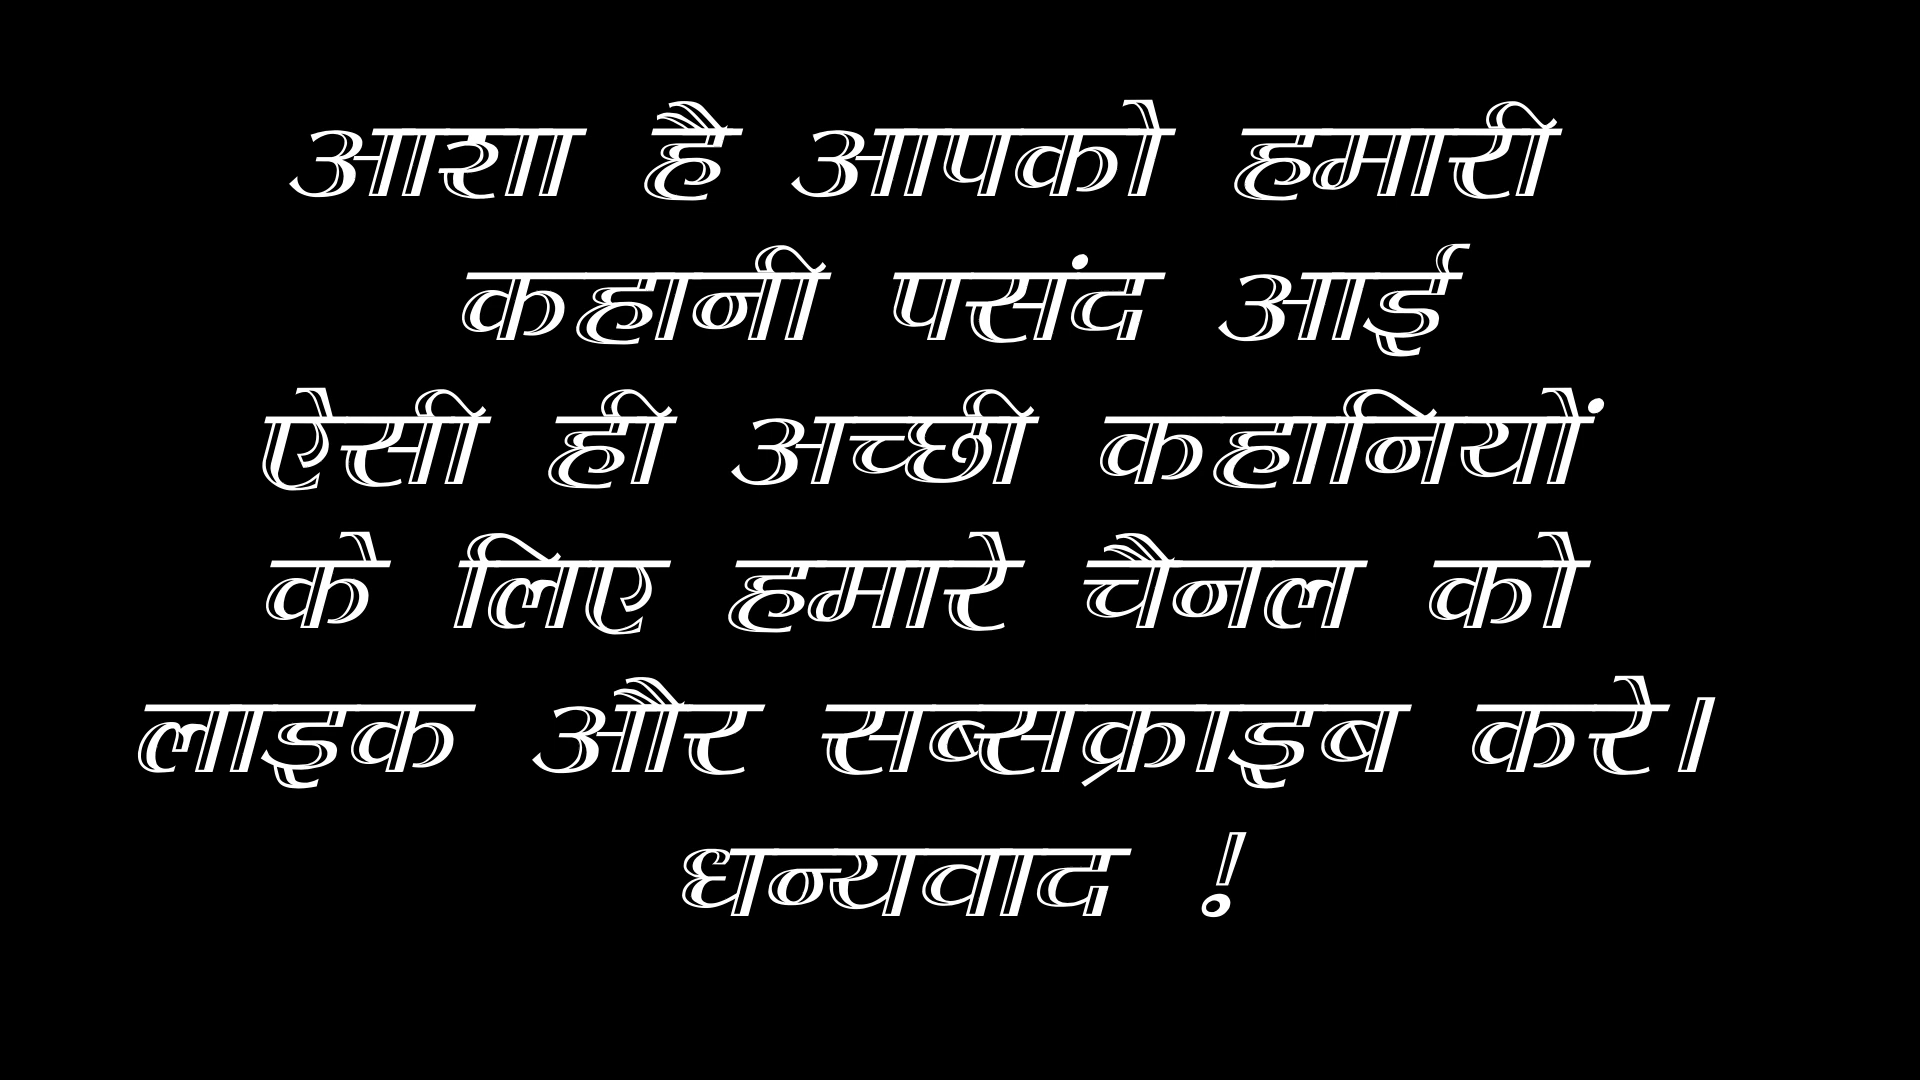 आशा है आपको हमारी
कहानी पसंद आई
ऐसी ही अच्छी कहानियों
के लिए हमारे चैनल को
लाइक और सब्सक्राइब करे।
धन्यवाद !